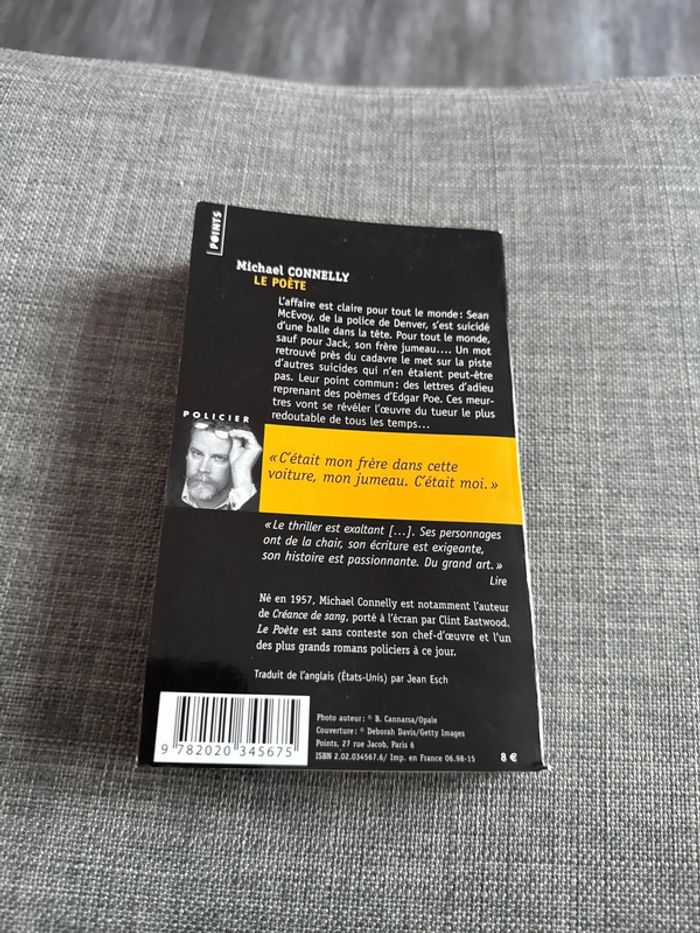 POINTS
Michael CONNELLY
LE POÈTE
L'affaire est claire pour tout le monde : Sean
McEvoy, de la police de Denver, s'est suicidé
d'une balle dans la tête. Pour tout le monde,
sauf pour Jack, son frère jumeau.... Un mot
retrouvé près du cadavre le met sur la piste
d'autres suicides qui n'en étaient peut-être
pas. Leur point commun : des lettres d'adieu
reprenant des poèmes d'Edgar Poe. Ces meur-
tres vont se révéler l'œuvre du tueur le plus
redoutable de tous les temps...
POLICIER
« C'était mon frère dans cette
voiture, mon jumeau. C'était moi. »
« Le thriller est exaltant [...]. Ses personnages
ont de la chair, son écriture est exigeante,
son histoire est passionnante. Du grand art. »
Lire
Né en 1957, Michael Connelly est notamment l'auteur
de Créance de sang, porté à l'écran par Clint Eastwood.
Le Poète est sans conteste son chef-d'œuvre et l'un
des plus grands romans policiers à ce jour.
Traduit de l'anglais (États-Unis) par Jean Esch
Photo auteur : © B. Cannarsa/Opale
Couverture : © Deborah Davis/Getty Images
Points, 27 rue Jacob, Paris 6
ISBN 2.02.034567.6/ Imp. en France 06.98-15
8 €
9 782020 345675